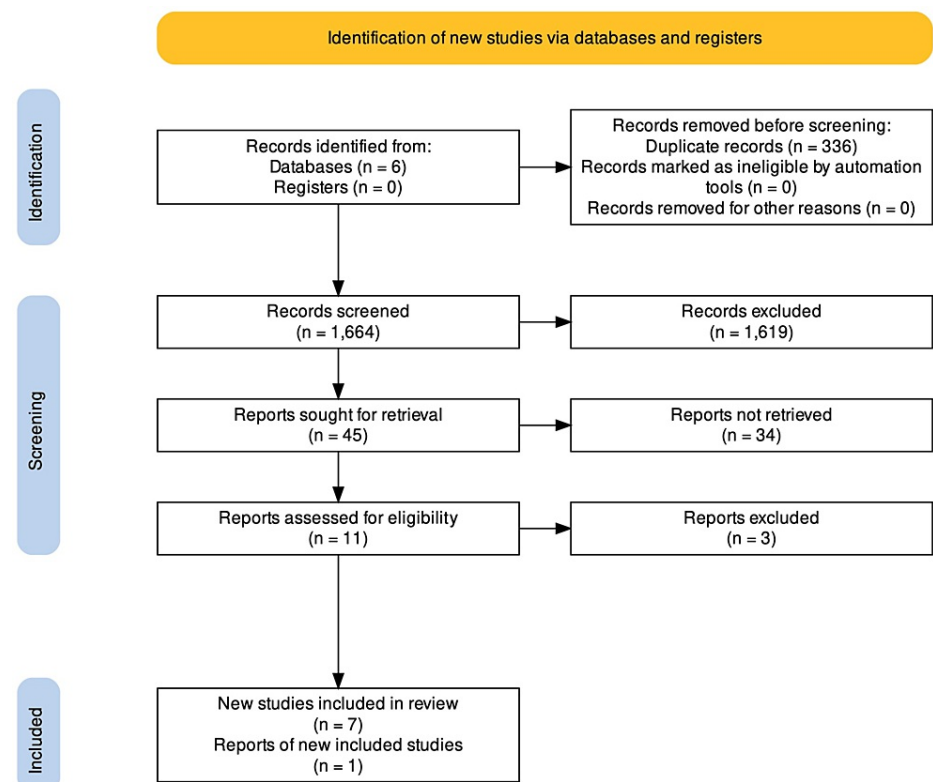 Identification of new studies via databases and registers
Identification
Records identified from:
Databases (n = 6)
Registers (n = 0)
Records removed before screening:
Duplicate records (n = 336)
Records marked as ineligible by automation
tools (n = 0)
Records removed for other reasons (n = 0)
Screening
Records screened
(n = 1,664)
Records excluded
(n = 1,619)
Reports sought for retrieval
(n = 45)
Reports not retrieved
(n = 34)
Reports assessed for eligibility
(n = 11)
Reports excluded
(n = 3)
Included
New studies included in review
(n = 7)
Reports of new included studies
(n = 1)